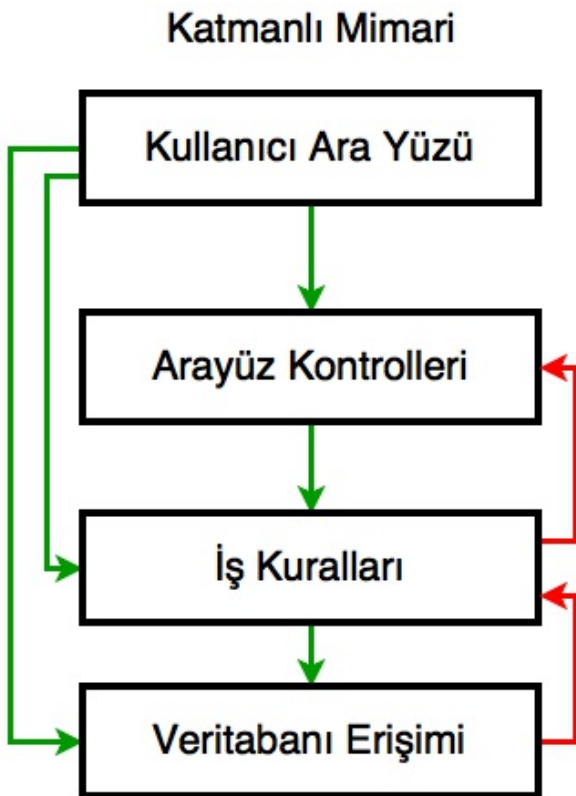 Katmanlı Mimari
Kullanıcı Ara Yüzü
Arayüz Kontrolleri
İş Kuralları
Veritabanı Erişimi